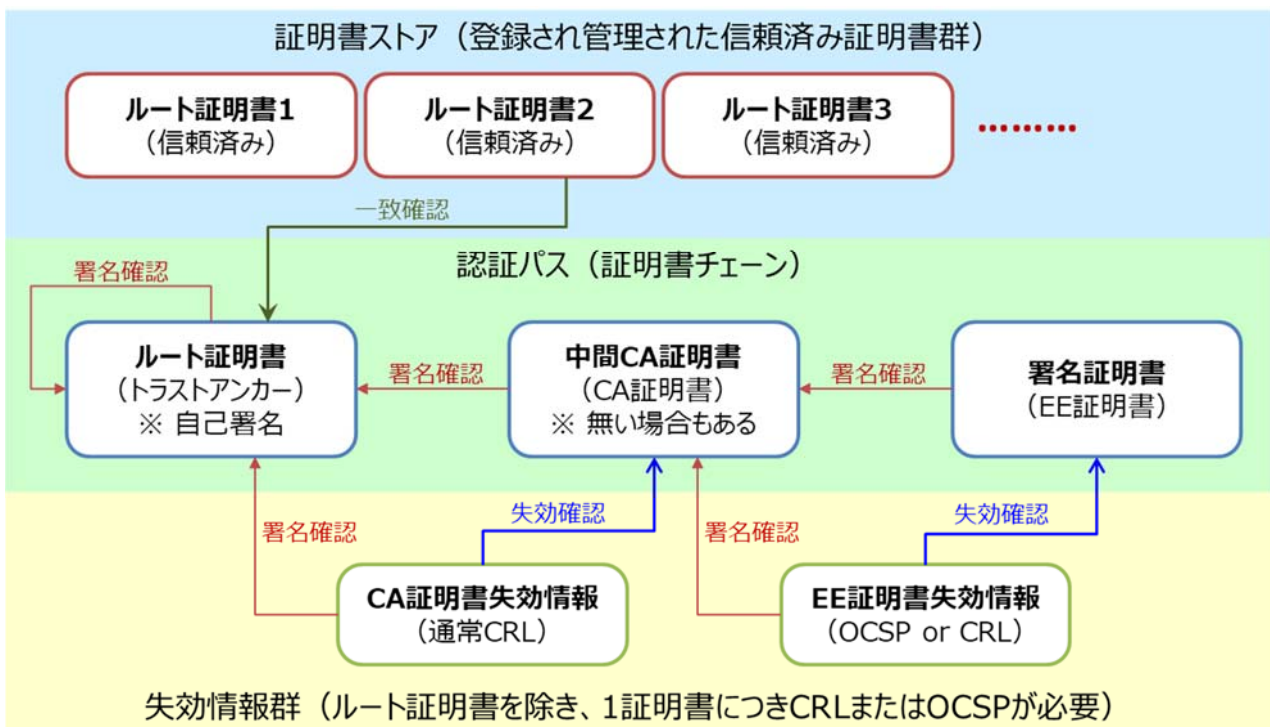 証明書ストア（登録され管理された信頼済み証明書群）
ルート証明書1
（信頼済み）
ルート証明書2
（信頼済み）
ルート証明書3
（信頼済み）
………
一致確認
認証パス（証明書チェーン）
署名確認
ルート証明書
（トラストアンカー）
※ 自己署名
署名確認
中間CA証明書
（CA証明書）
※ 無い場合もある
署名確認
署名証明書
（EE証明書）
署名確認
失効確認
署名確認
失効確認
CA証明書失効情報
（通常CRL）
EE証明書失効情報
（OCSP or CRL）
失効情報群（ルート証明書を除き、1証明書につきCRLまたはOCSPが必要）